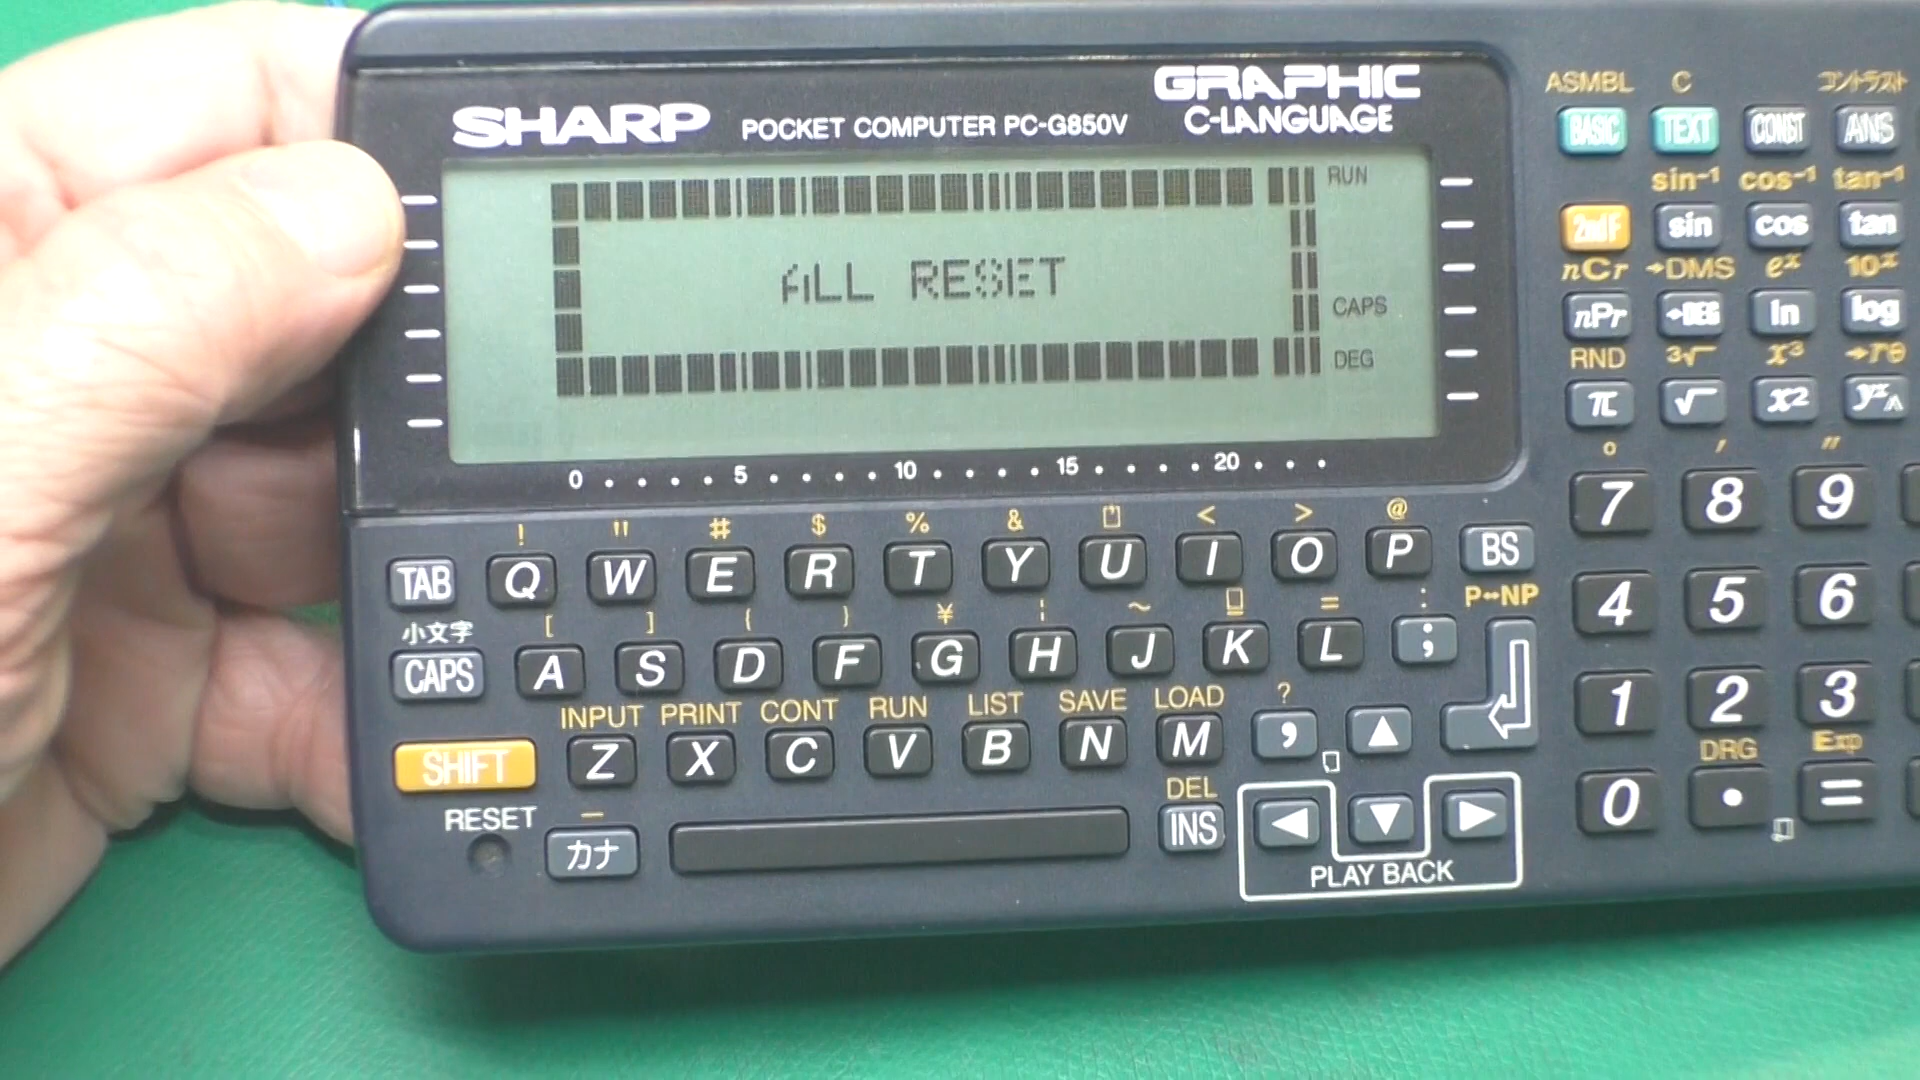 SHARP POCKET COMPUTER PC-G850V GRAPHIC C-LANGUAGE
RUN
ALL RESET
CAPS
DEG
0 5 10 15 20
ASMBL C コントラスト
BASIC TEXT CONST ANS
sin⁻¹ cos⁻¹ tan⁻¹
2ndF sin cos tan
nCr →DMS eˣ 10ˣ
nPr →DEG ln log
RND ³√ x³ →rθ
π √ x² yˣ^
° ′ ″
7 8 9
4 5 6
1 2 3
DRG Exp
0 • =
! " # $ % & < > @
TAB Q W E R T Y U I O P BS
[ ] { } ¥ ¦ ~ = : P↔NP
小文字
CAPS A S D F G H J K L ;
INPUT PRINT CONT RUN LIST SAVE LOAD ?
SHIFT Z X C V B N M , ▲
RESET DEL
カナ INS ◀ ▼ ▶
PLAY BACK